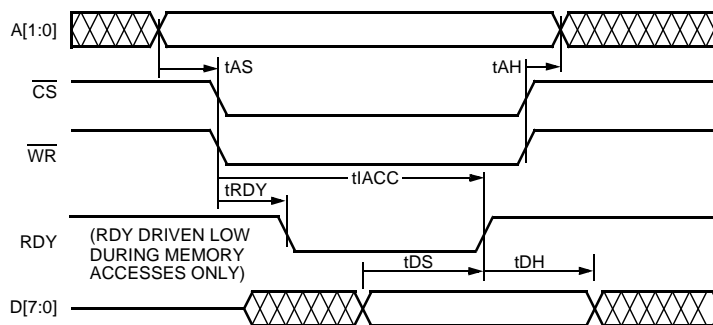 A[1:0]
tAS
tAH
CS
WR
tIACC
tRDY
RDY
(RDY DRIVEN LOW
DURING MEMORY
ACCESSES ONLY)
tDS
tDH
D[7:0]